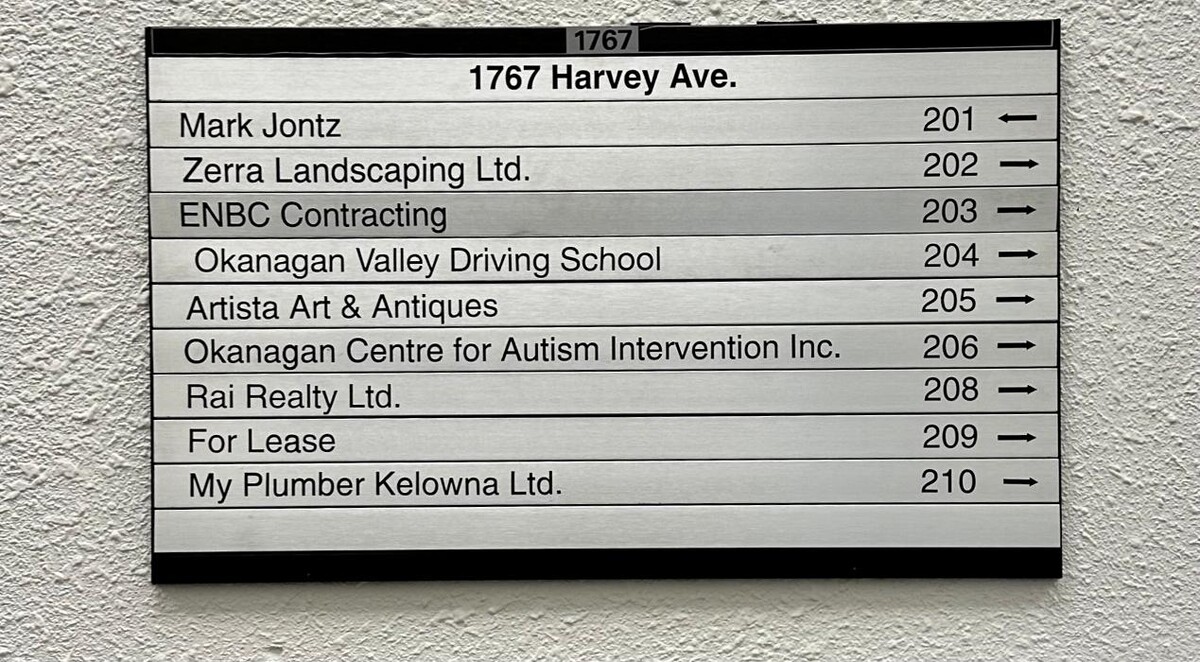 1767
1767 Harvey Ave.
Mark Jontz 201 ←
Zerra Landscaping Ltd. 202 →
ENBC Contracting 203 →
Okanagan Valley Driving School 204 →
Artista Art & Antiques 205 →
Okanagan Centre for Autism Intervention Inc. 206 →
Rai Realty Ltd. 208 →
For Lease 209 →
My Plumber Kelowna Ltd. 210 →